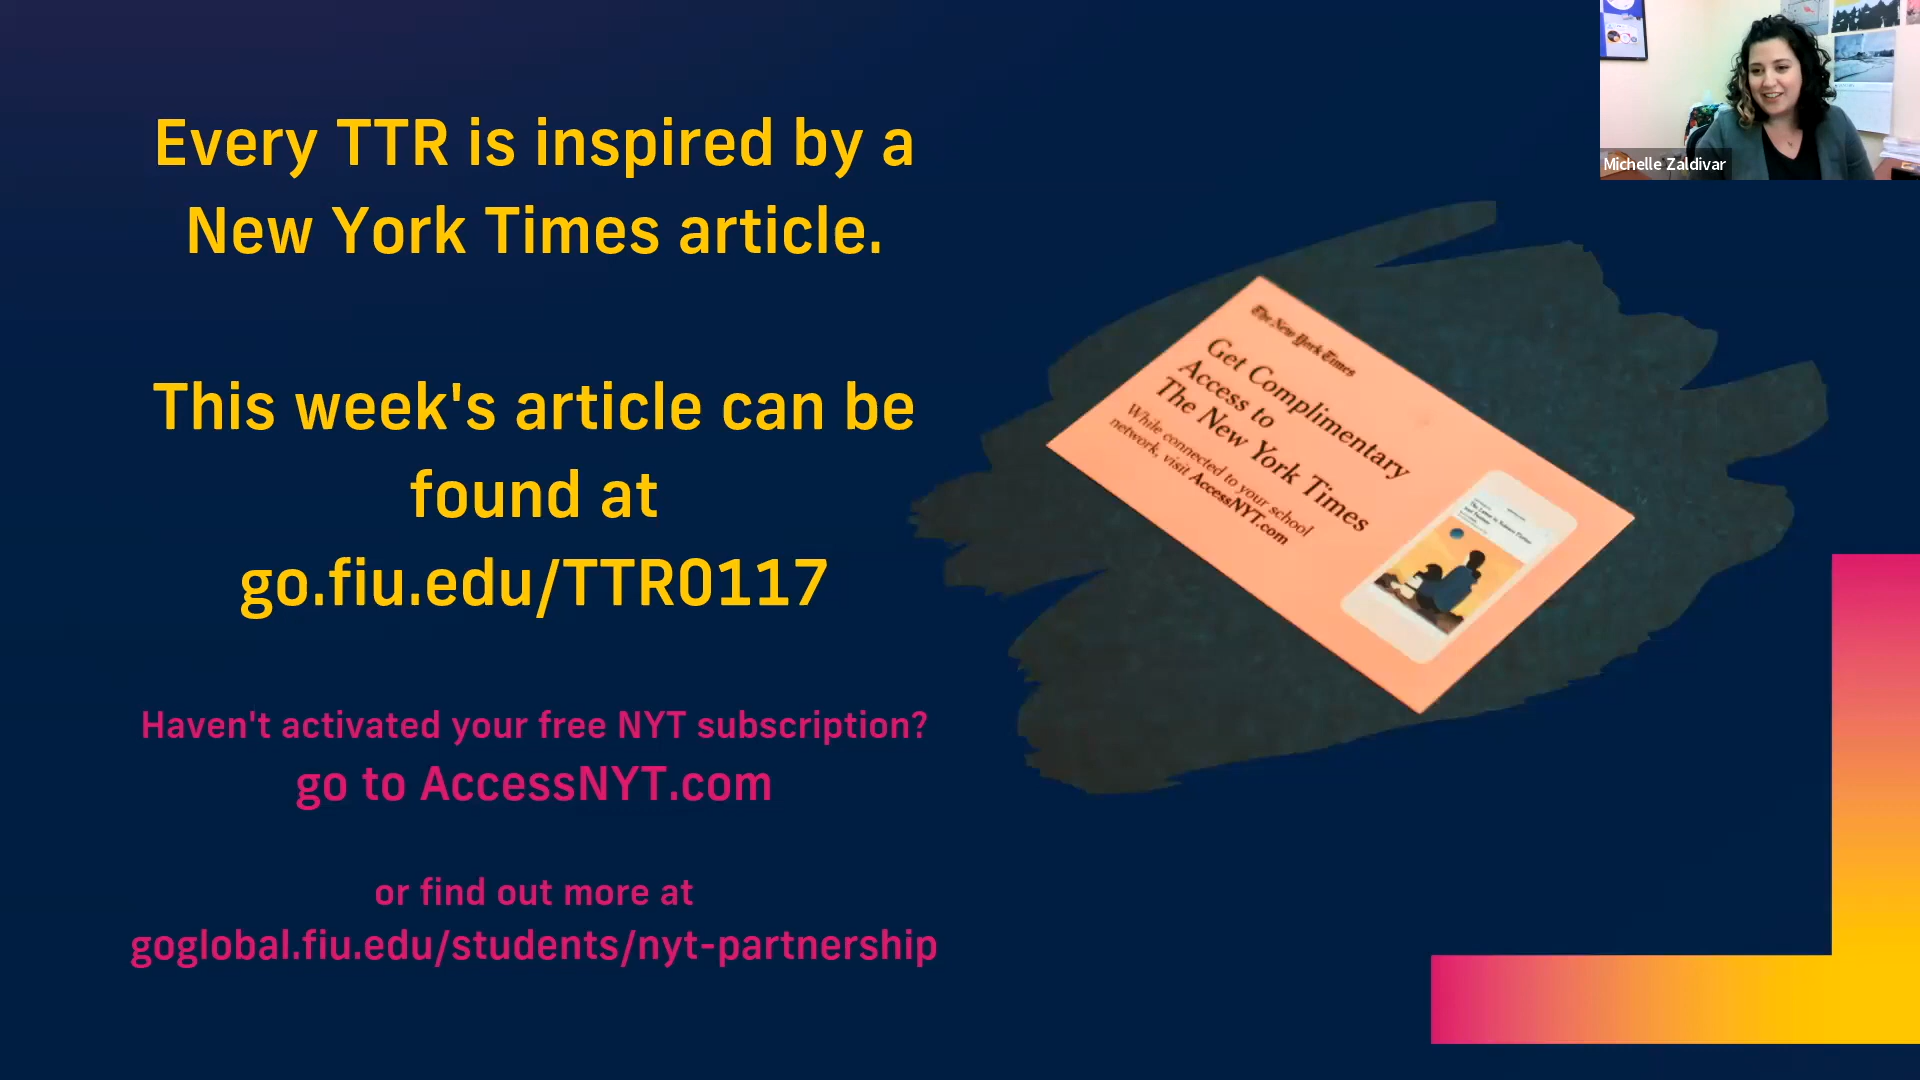 Every TTR is inspired by a
New York Times article.
This week's article can be
found at
go.fiu.edu/TTR0117
Haven't activated your free NYT subscription?
go to AccessNYT.com
or find out more at
goglobal.fiu.edu/students/nyt-partnership
The New York Times
Get Complimentary
Access to
The New York Times
While connected to your school
network, visit AccessNYT.com
Michelle Zaldivar